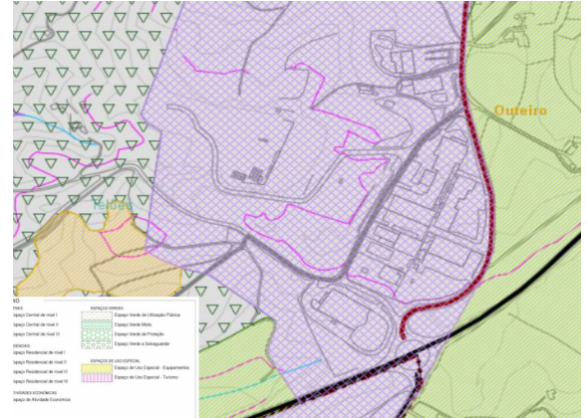 Outeiro
Telões
NO
ESPAÇOS VERDES
Espaço Central de nível I
Espaço Verde de Utilização Pública
Espaço Central de nível II
Espaço Verde Misto
Espaço Central de nível III
Espaço Verde de Proteção
Espaço Verde a Salvaguardar
Espaço Residencial de nível I
Espaço Residencial de nível II
ESPAÇOS DE USO ESPECIAL
Espaço Residencial de nível III
Espaço de Uso Especial - Equipamentos
Espaço Residencial de nível IV
Espaço de Uso Especial - Turismo
Espaço de Atividade Económica